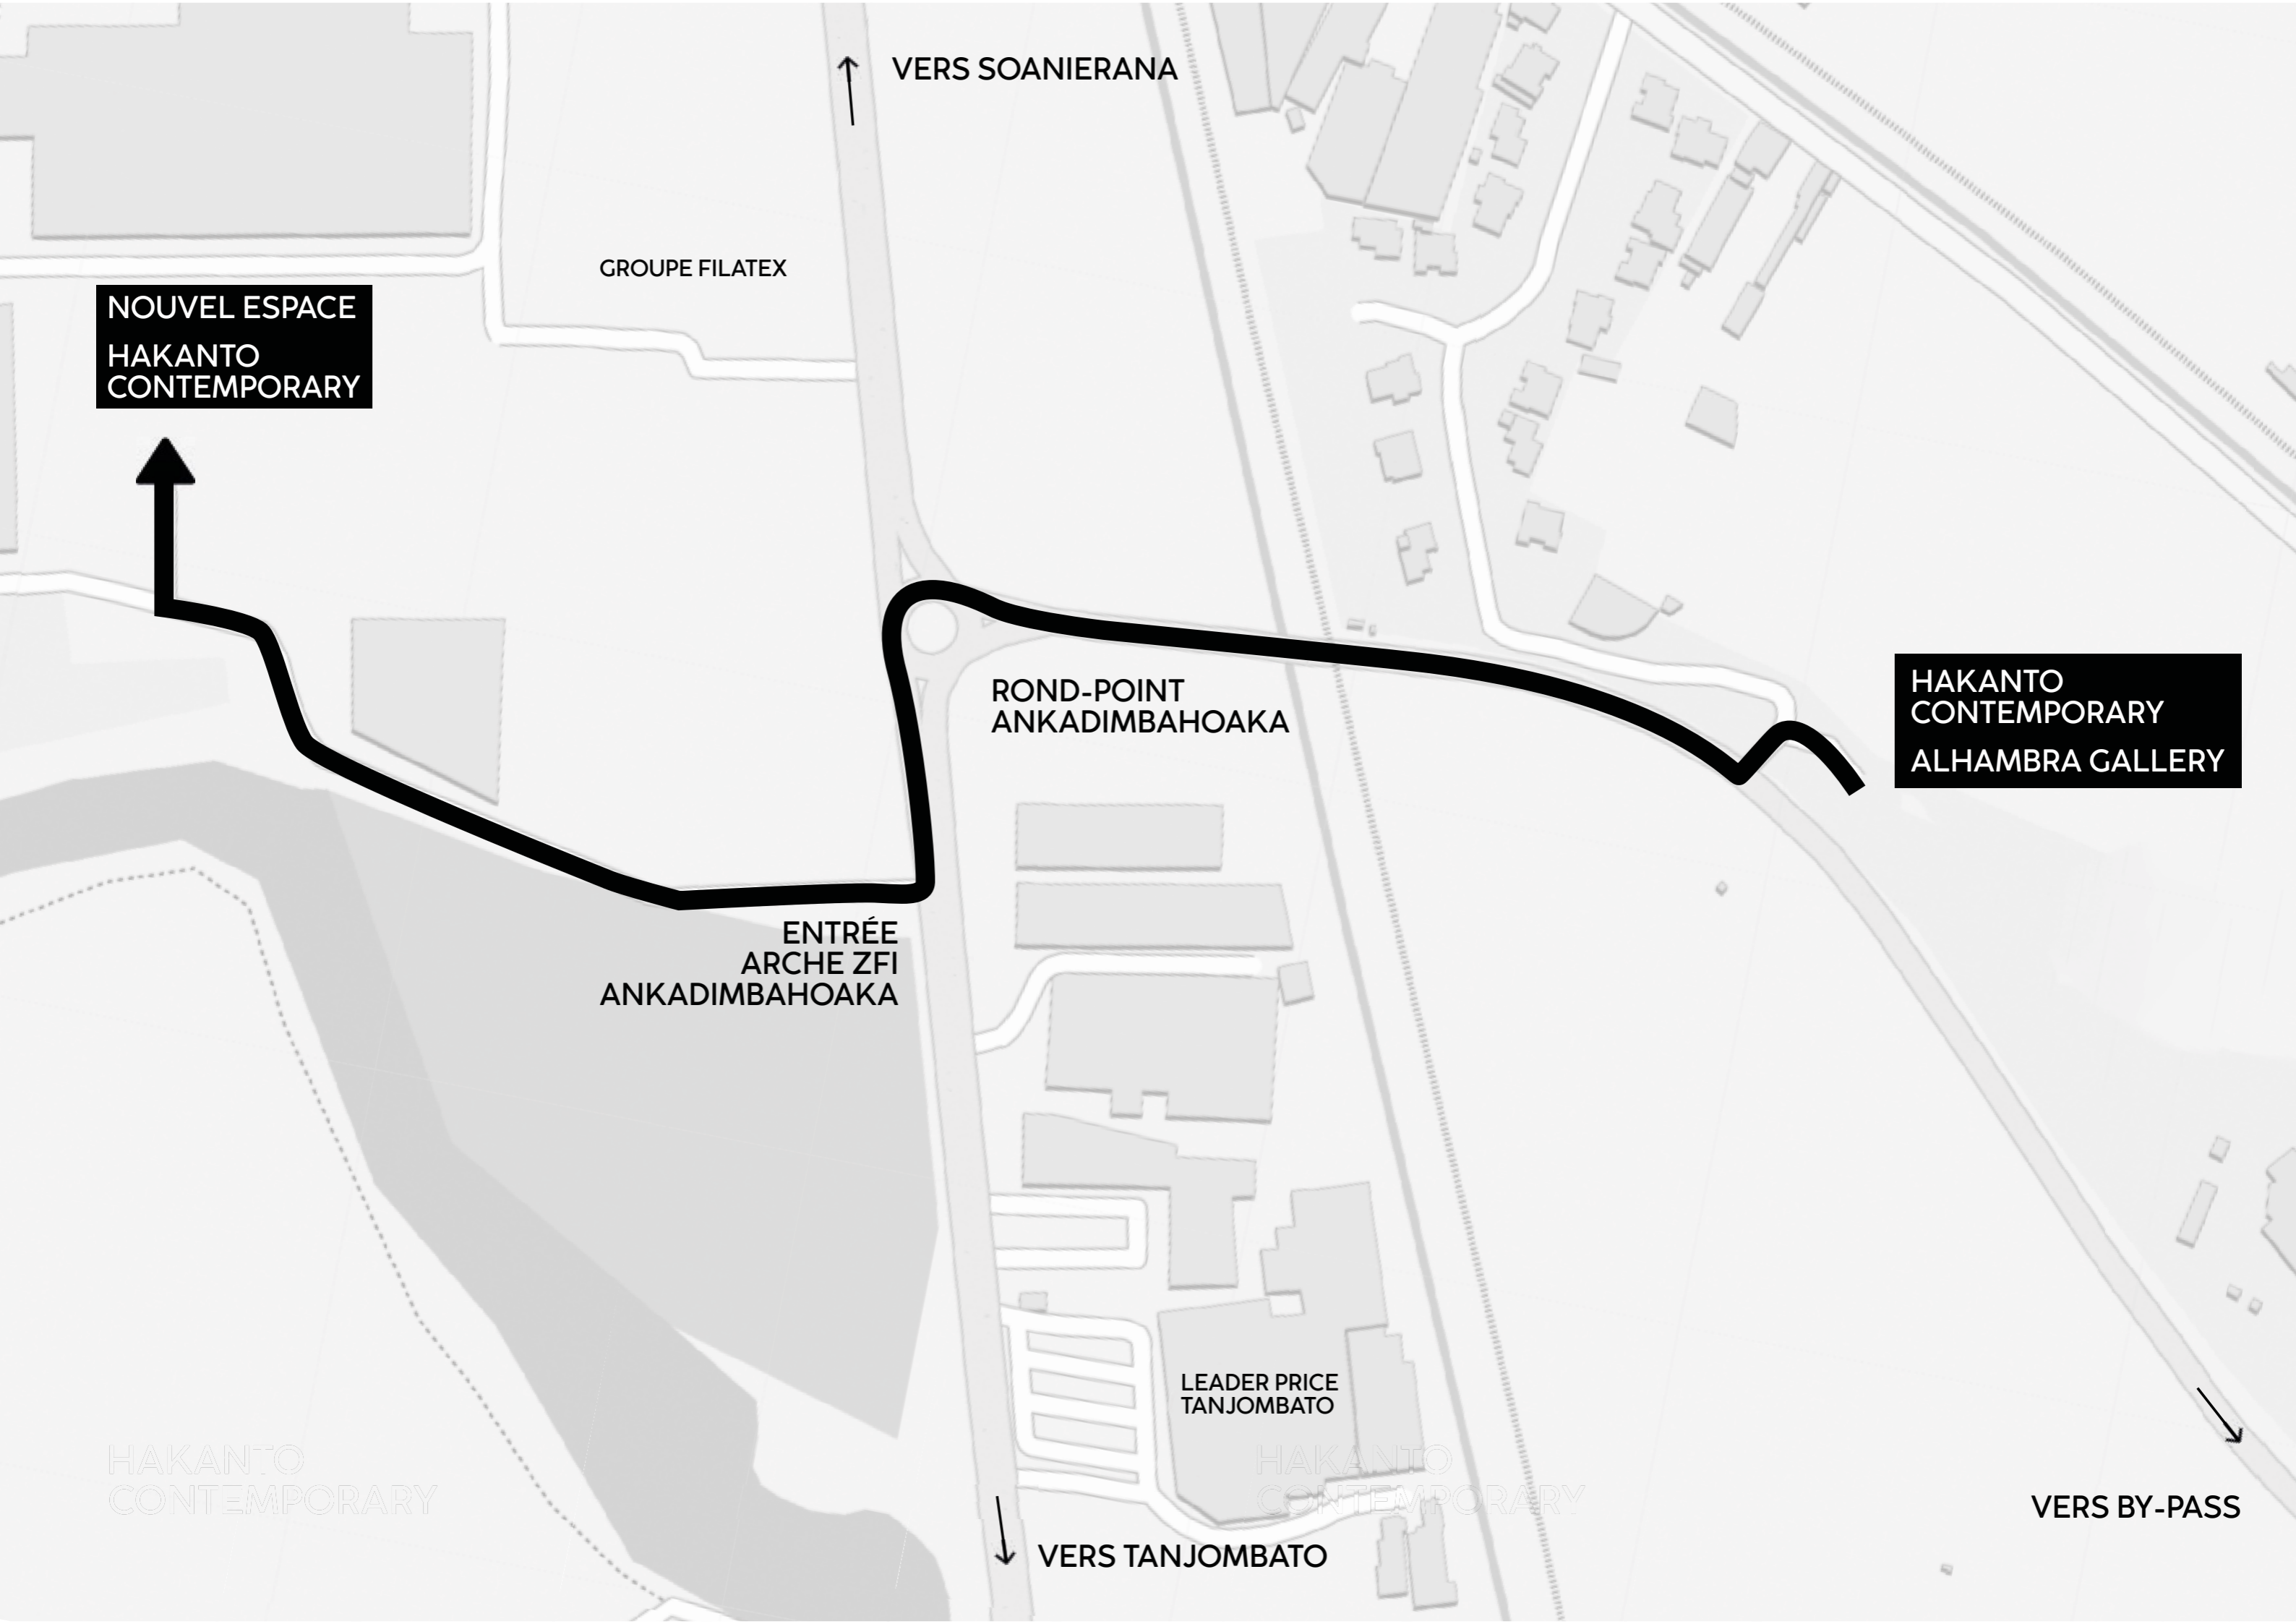 VERS SOANIERANA
GROUPE FILATEX
NOUVEL ESPACE
HAKANTO
CONTEMPORARY
ROND-POINT
ANKADIMBAHOAKA
HAKANTO
CONTEMPORARY
ALHAMBRA GALLERY
ENTRÉE
ARCHE ZFI
ANKADIMBAHOAKA
LEADER PRICE
TANJOMBATO
HAKANTO
CONTEMPORARY
HAKANTO
CONTEMPORARY
VERS BY-PASS
VERS TANJOMBATO